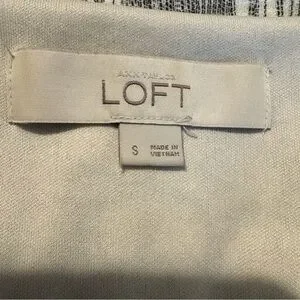 ANN TAYLOR
LOFT
S
MADE IN
VIETNAM